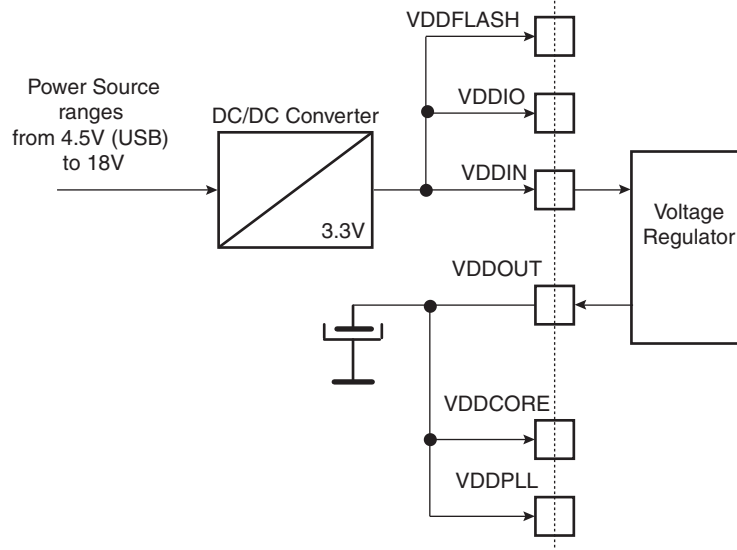 VDDFLASH
Power Source
ranges
from 4.5V (USB)
to 18V
DC/DC Converter
VDDIO
VDDIN
3.3V
Voltage
Regulator
VDDOUT
VDDCORE
VDDPLL